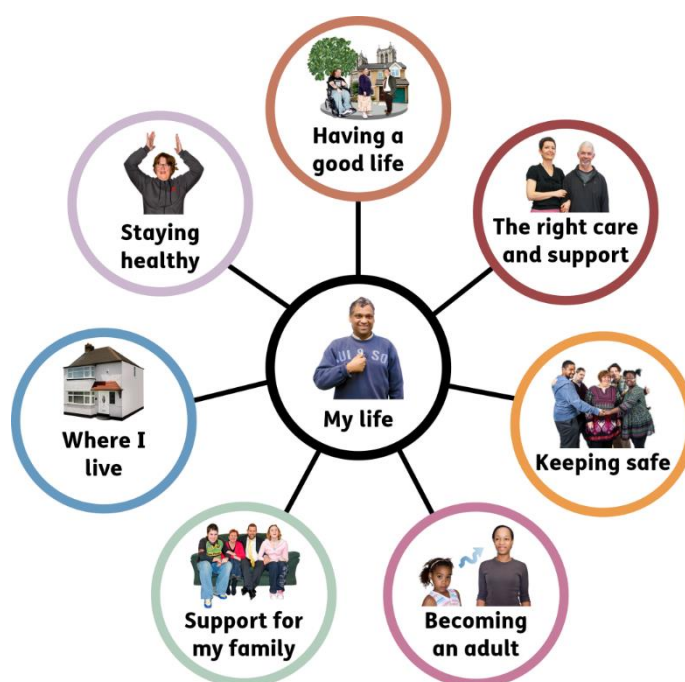 Having a
good life
The right care
and support
Keeping safe
Becoming
an adult
Support for
my family
Where I
live
Staying
healthy
My life